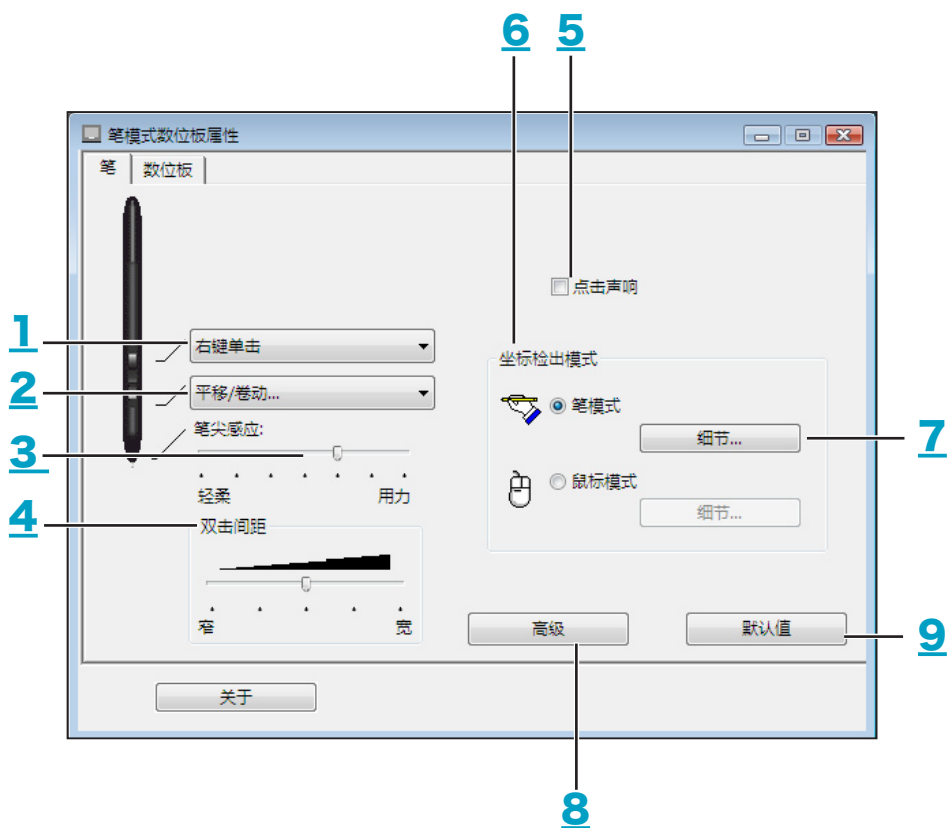 6 5
笔模式数位板属性
笔 数位板
点击声响
1 右键单击
坐标检出模式
2 平移/卷动...
笔模式
笔尖感应:
细节... 7
3
鼠标模式
轻柔 用力
细节...
4 双击间距
窄 宽
高级 默认值 9
关于
8